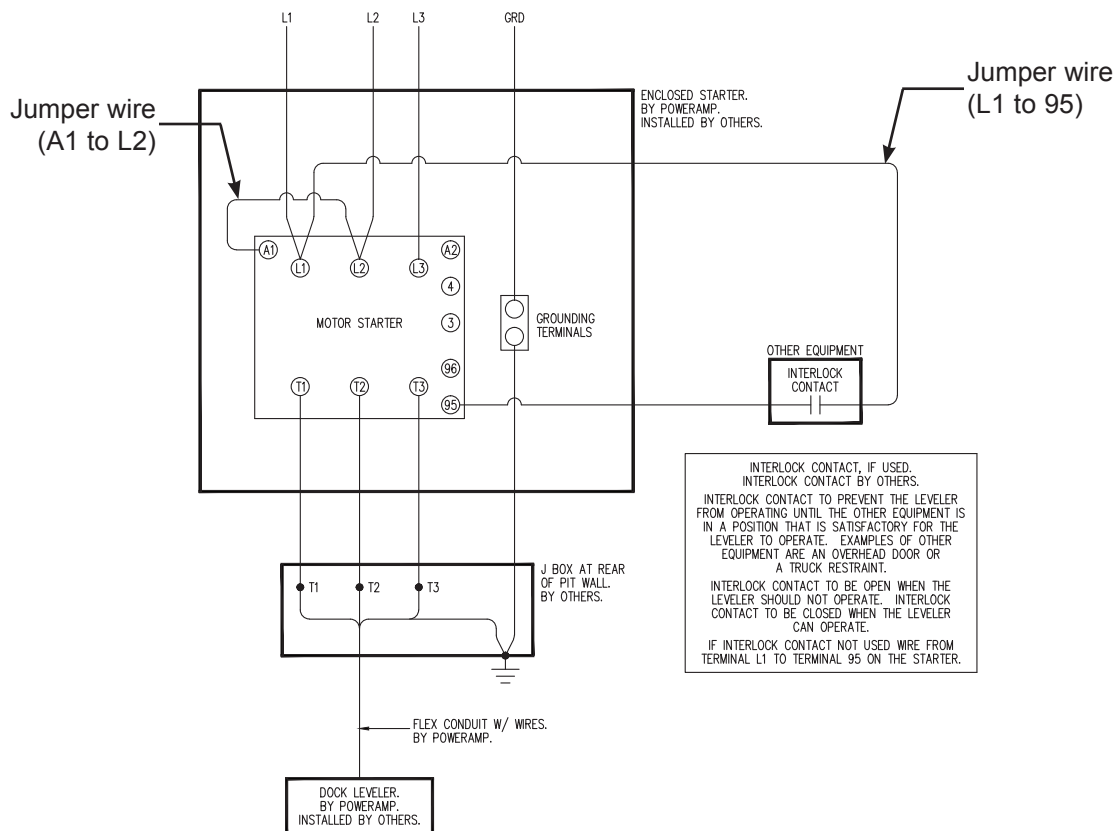 L1
L2
L3
GRD
Jumper wire
(A1 to L2)
ENCLOSED STARTER.
BY POWERAMP.
INSTALLED BY OTHERS.
Jumper wire
(L1 to 95)
A1
L1
L2
L3
A2
4
3
96
95
MOTOR STARTER
T1
T2
T3
GROUNDING
TERMINALS
OTHER EQUIPMENT
INTERLOCK
CONTACT
INTERLOCK CONTACT, IF USED.
INTERLOCK CONTACT BY OTHERS.
INTERLOCK CONTACT TO PREVENT THE LEVELER
FROM OPERATING UNTIL THE OTHER EQUIPMENT IS
IN A POSITION THAT IS SATISFACTORY FOR THE
LEVELER TO OPERATE. EXAMPLES OF OTHER
EQUIPMENT ARE AN OVERHEAD DOOR OR
A TRUCK RESTRAINT.
INTERLOCK CONTACT TO BE OPEN WHEN THE
LEVELER SHOULD NOT OPERATE. INTERLOCK
CONTACT TO BE CLOSED WHEN THE LEVELER
CAN OPERATE.
IF INTERLOCK CONTACT NOT USED WIRE FROM
TERMINAL L1 TO TERMINAL 95 ON THE STARTER.
T1
T2
T3
J BOX AT REAR
OF PIT WALL.
BY OTHERS.
FLEX CONDUIT W/ WIRES.
BY POWERAMP.
DOCK LEVELER.
BY POWERAMP.
INSTALLED BY OTHERS.